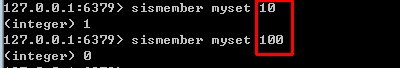 127.0.0.1:6379> sismember myset 10
(integer) 1
127.0.0.1:6379> sismember myset 100
(integer) 0